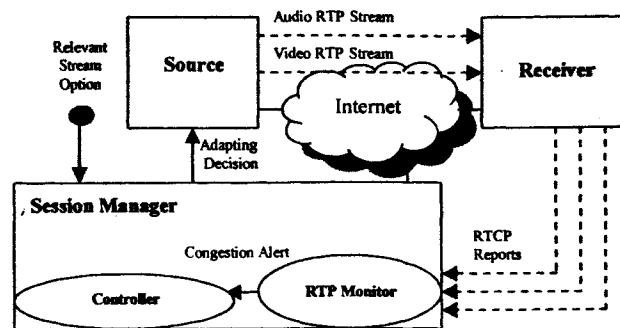 Audio RTP Stream
Relevant
Stream
Option
Source
Video RTP Stream
Receiver
Internet
Adapting
Decision
Session Manager
RTCP
Reports
Congestion Alert
Controller
RTP Monitor